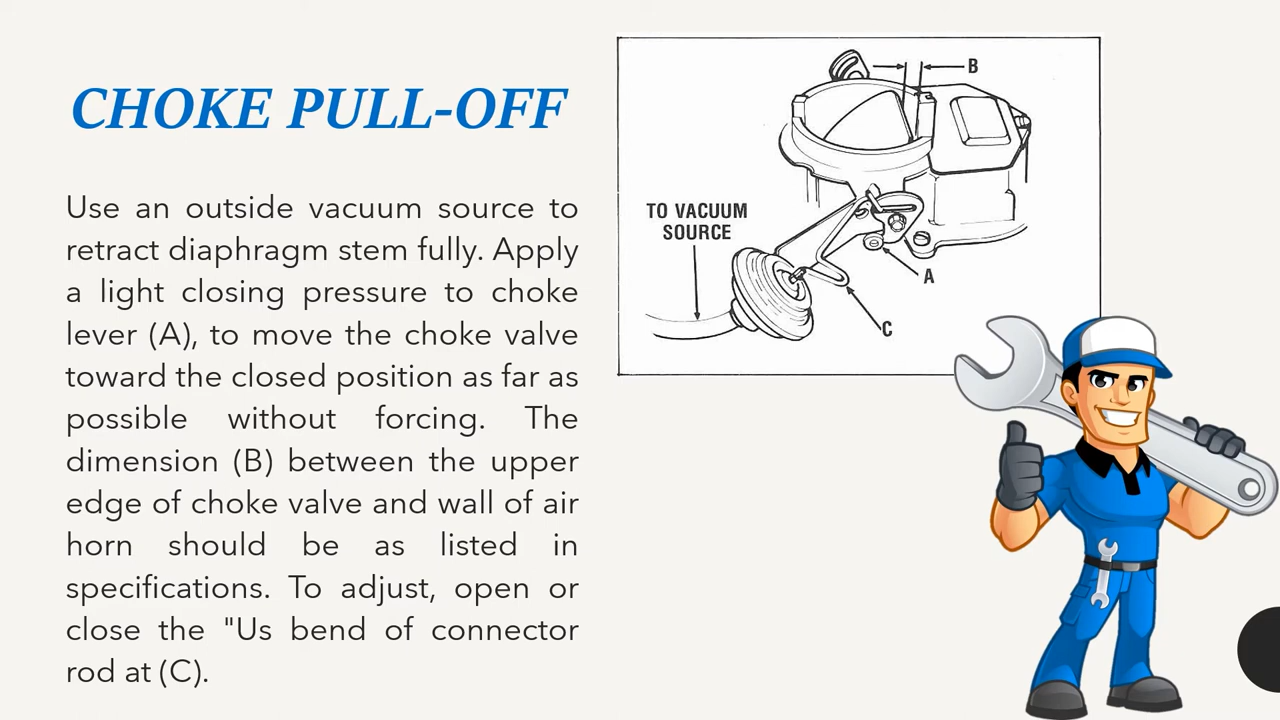 CHOKE PULL-OFF
Use an outside vacuum source to
retract diaphragm stem fully. Apply
a light closing pressure to choke
lever (A), to move the choke valve
toward the closed position as far as
possible without forcing. The
dimension (B) between the upper
edge of choke valve and wall of air
horn should be as listed in
specifications. To adjust, open or
close the "Us bend of connector
rod at (C).
B
TO VACUUM
SOURCE
A
C